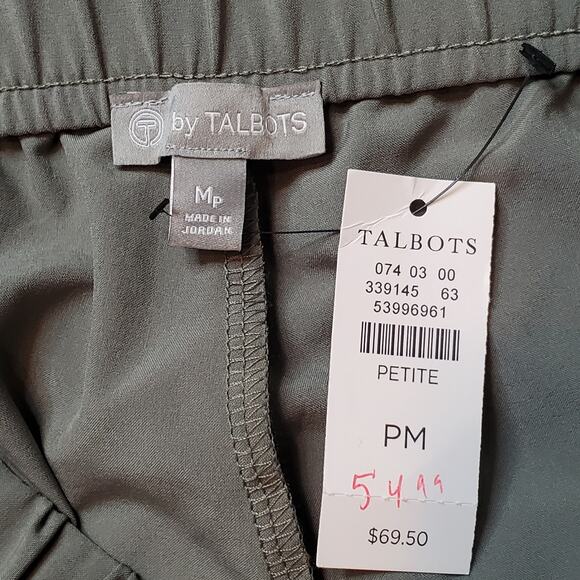 T by TALBOTS
MP
MADE IN
JORDAN
TALBOTS
074 03 00
339145 63
53996961
PETITE
PM
54.99
$69.50